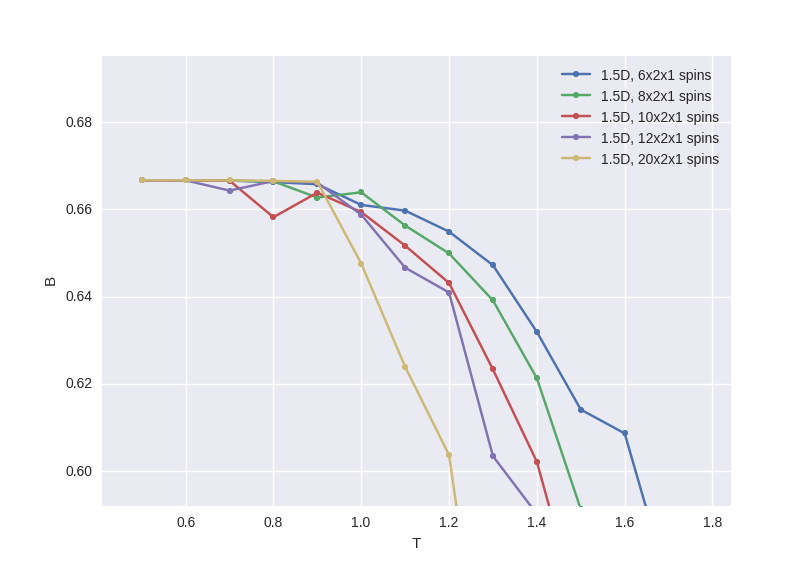 1.5D, 6x2x1 spins
1.5D, 8x2x1 spins
1.5D, 10x2x1 spins
1.5D, 12x2x1 spins
1.5D, 20x2x1 spins
0.68
0.66
0.64
0.62
0.60
B
0.6 0.8 1.0 1.2 1.4 1.6 1.8
T